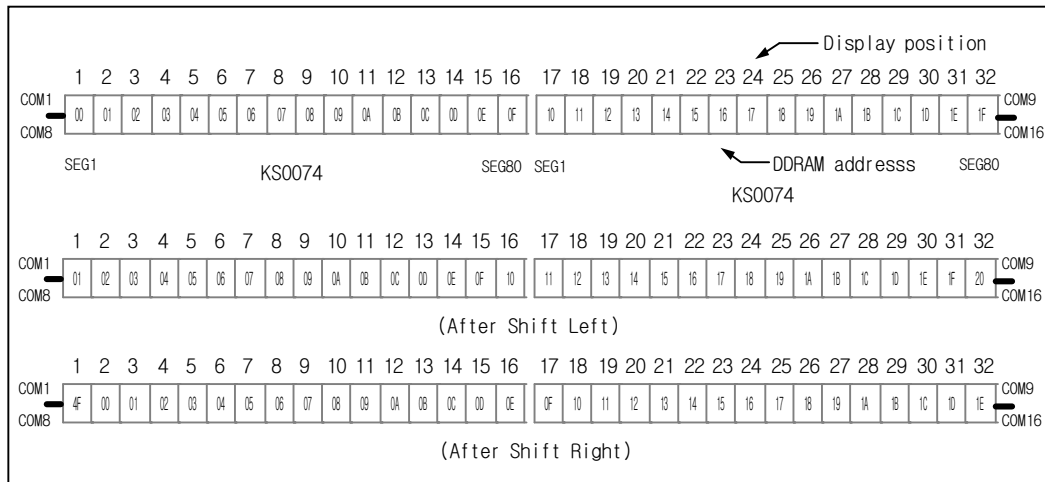 Display position
1 2 3 4 5 6 7 8 9 10 11 12 13 14 15 16 17 18 19 20 21 22 23 24 25 26 27 28 29 30 31 32
COM1 COM9
00 01 02 03 04 05 06 07 08 09 0A 0B 0C 0D 0E 0F 10 11 12 13 14 15 16 17 18 19 1A 1B 1C 1D 1E 1F
COM8 COM16
SEG1 KS0074 SEG80 SEG1 DDRAM addresss SEG80
KS0074
1 2 3 4 5 6 7 8 9 10 11 12 13 14 15 16 17 18 19 20 21 22 23 24 25 26 27 28 29 30 31 32
COM1 COM9
01 02 03 04 05 06 07 08 09 0A 0B 0C 0D 0E 0F 10 11 12 13 14 15 16 17 18 19 1A 1B 1C 1D 1E 1F 20
COM8 COM16
(After Shift Left)
1 2 3 4 5 6 7 8 9 10 11 12 13 14 15 16 17 18 19 20 21 22 23 24 25 26 27 28 29 30 31 32
COM1 COM9
4F 00 01 02 03 04 05 06 07 08 09 0A 0B 0C 0D 0E 0F 10 11 12 13 14 15 16 17 18 19 1A 1B 1C 1D 1E
COM8 COM16
(After Shift Right)